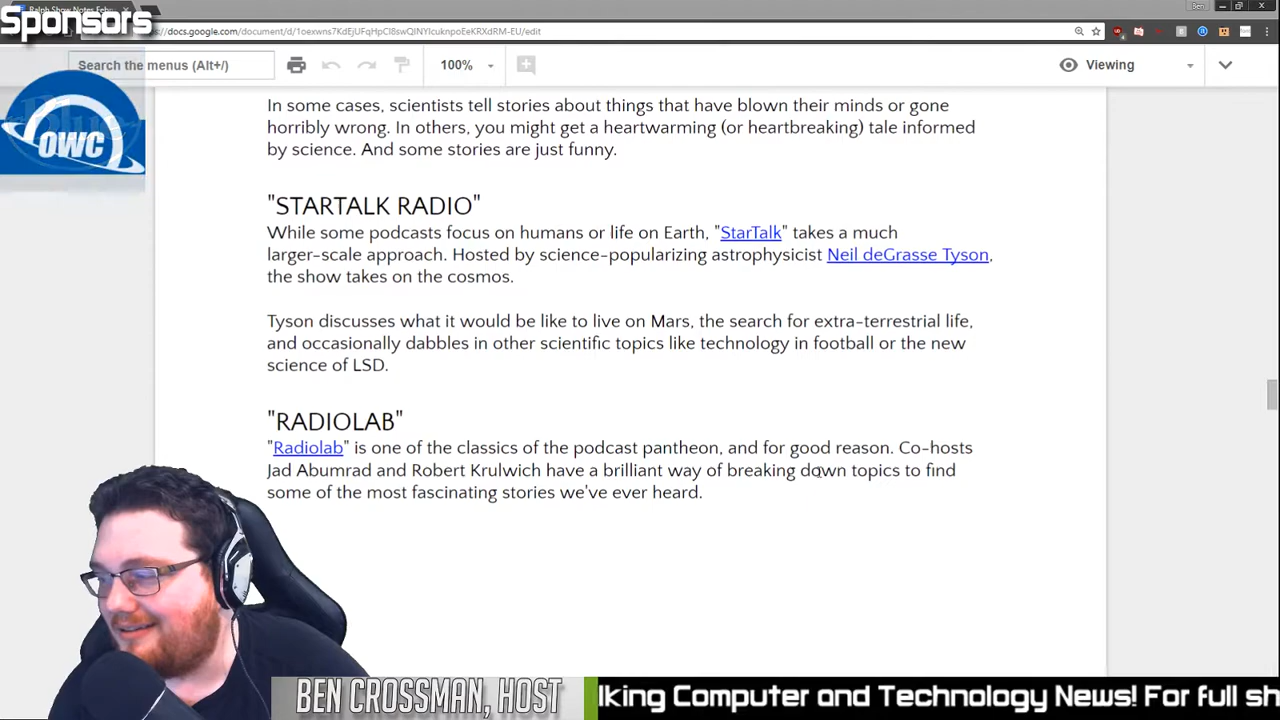 Ralph Show Notes Febru
Ben
Sponsors
docs.google.com/document/d/1oexwns7KdEjUFqHpCl8swQlNYlcuknpoEeKRXdRM-EU/edit
Search the menus (Alt+/)
100%
Viewing
OWC
In some cases, scientists tell stories about things that have blown their minds or gone
horribly wrong. In others, you might get a heartwarming (or heartbreaking) tale informed
by science. And some stories are just funny.
"STARTALK RADIO"
While some podcasts focus on humans or life on Earth, "StarTalk" takes a much
larger-scale approach. Hosted by science-popularizing astrophysicist Neil deGrasse Tyson,
the show takes on the cosmos.
Tyson discusses what it would be like to live on Mars, the search for extra-terrestrial life,
and occasionally dabbles in other scientific topics like technology in football or the new
science of LSD.
"RADIOLAB"
"Radiolab" is one of the classics of the podcast pantheon, and for good reason. Co-hosts
Jad Abumrad and Robert Krulwich have a brilliant way of breaking down topics to find
some of the most fascinating stories we've ever heard.
BEN CROSSMAN, HOST
lking Computer and Technology News! For full sh